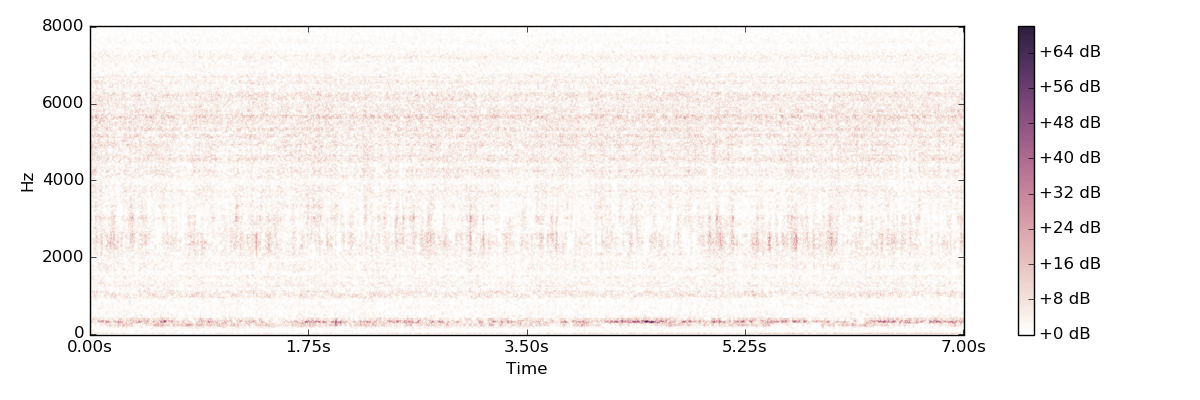 8000
6000
4000
2000
0
Hz
0.00s 1.75s 3.50s 5.25s 7.00s
Time
+64 dB
+56 dB
+48 dB
+40 dB
+32 dB
+24 dB
+16 dB
+8 dB
+0 dB